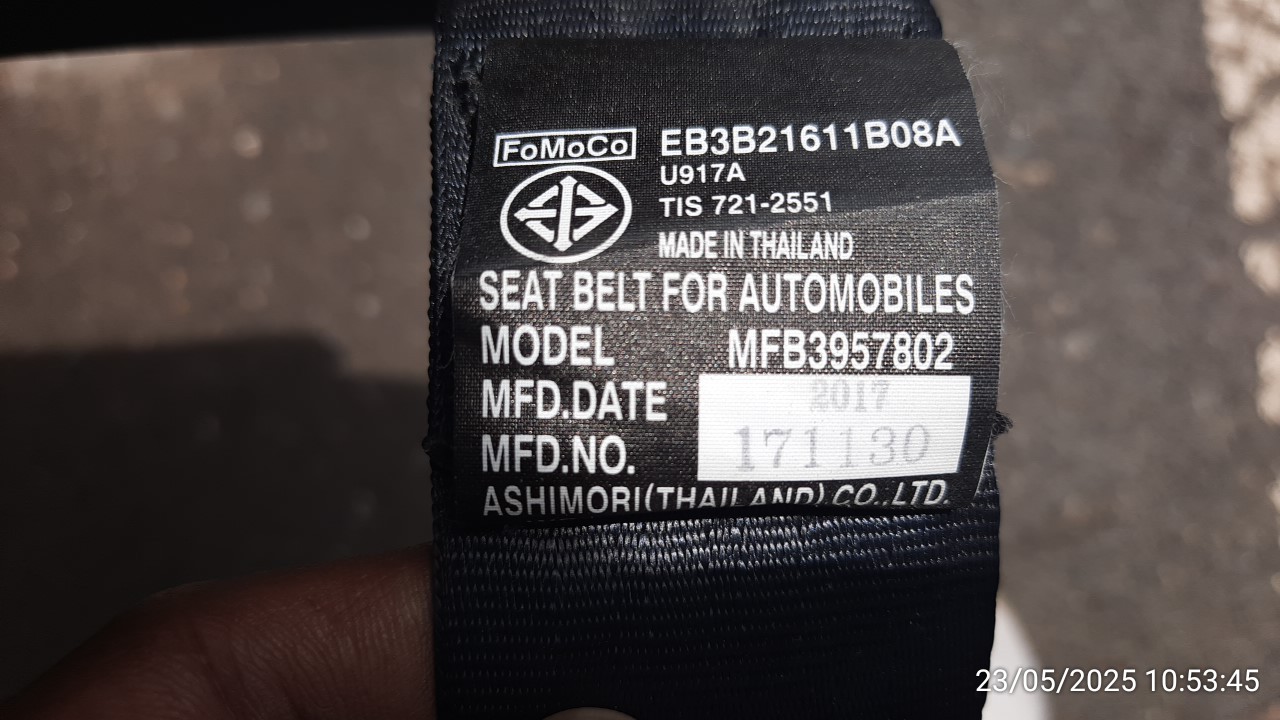 FoMoCo EB3B21611B08A
U917A
TIS 721-2551
MADE IN THAILAND
SEAT BELT FOR AUTOMOBILES
MODEL MFB3957802
MFD.DATE 2017
MFD.NO. 171130
ASHIMORI(THAILAND) CO.,LTD.
23/05/2025 10:53:45